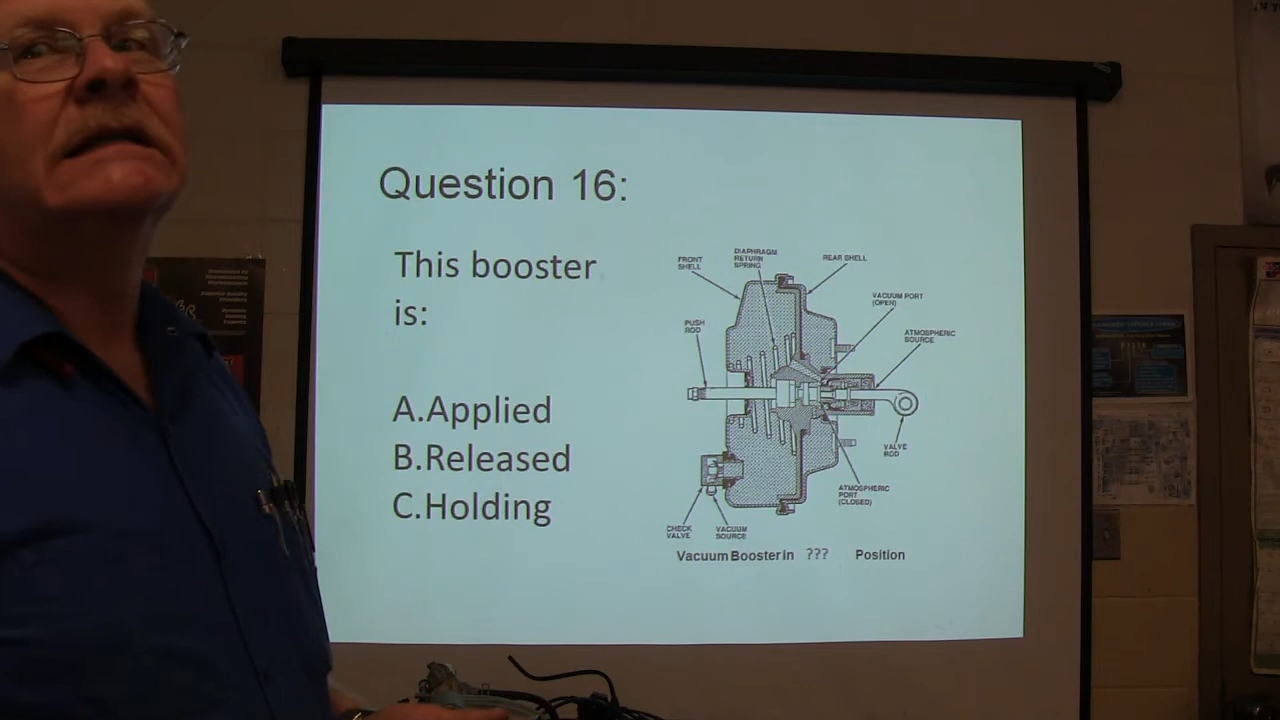 Question 16:
This booster
is:
A.Applied
B.Released
C.Holding
FRONT
SHELL
DIAPHRAGM
RETURN
SPRING
REAR SHELL
VACUUM PORT
(OPEN)
PUSH
ROD
ATMOSPHERIC
SOURCE
VALVE
ROD
ATMOSPHERIC
PORT
(CLOSED)
CHECK
VALVE
VACUUM
SOURCE
Vacuum Booster in ??? Position